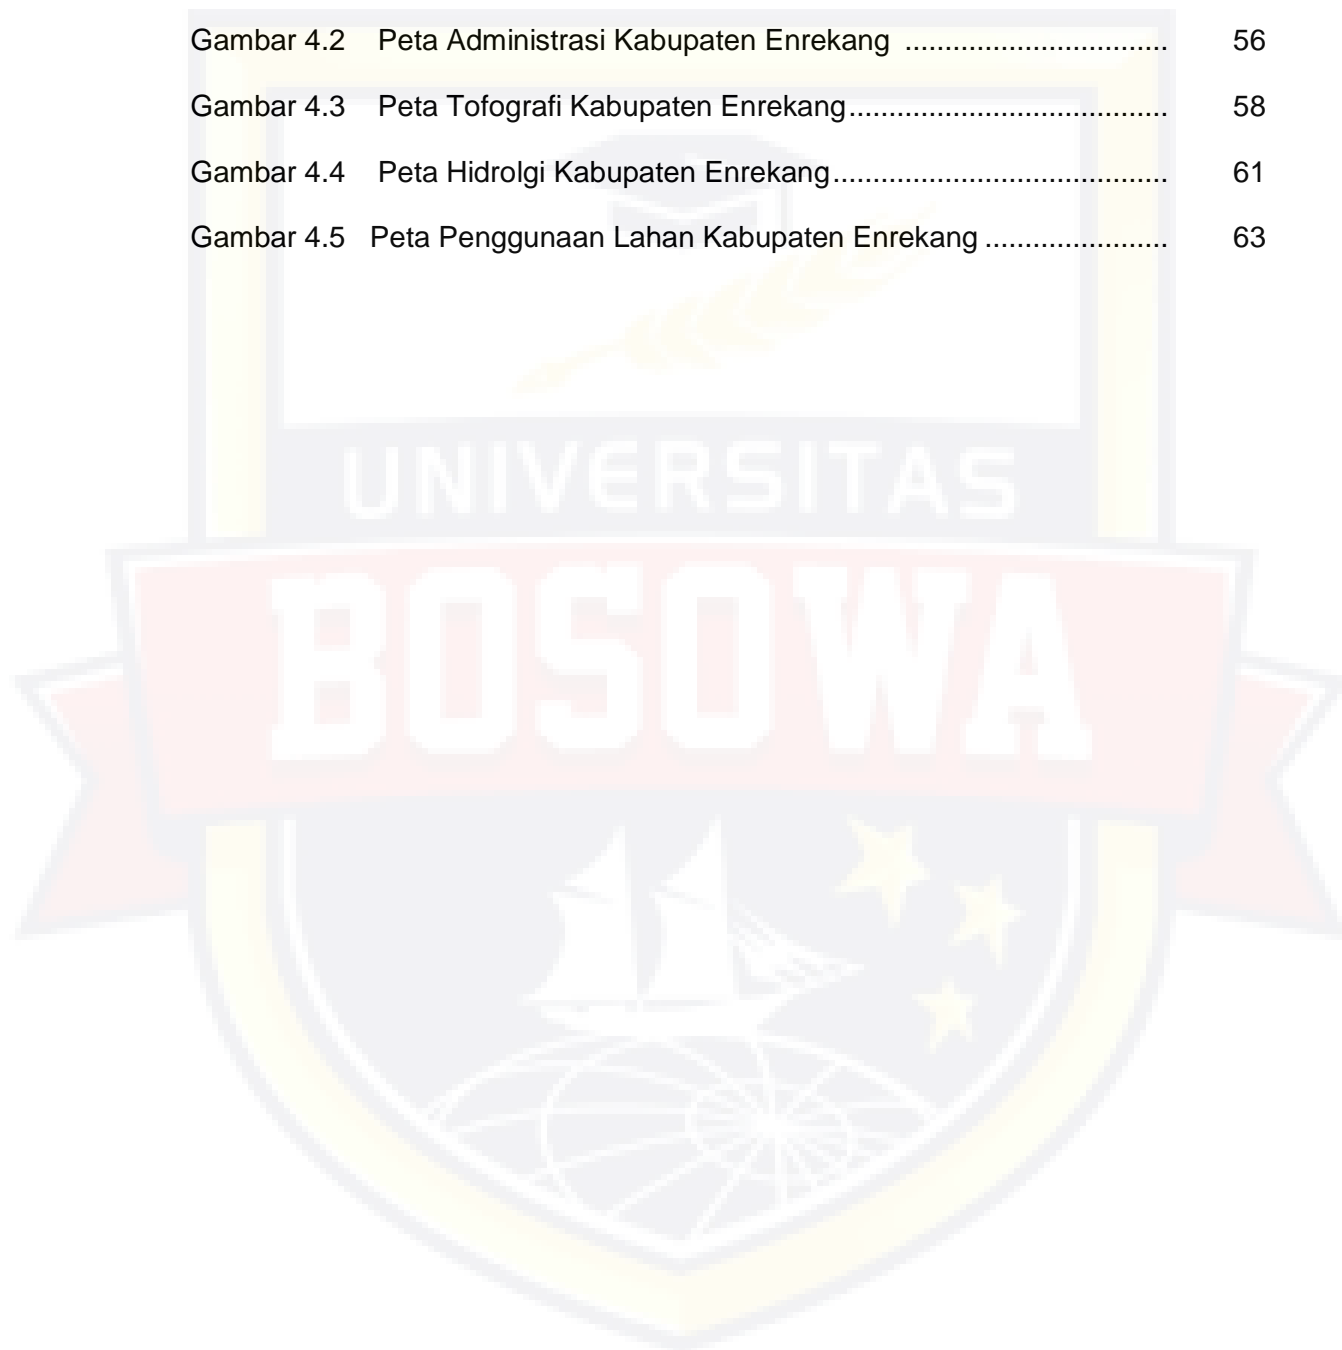 Gambar 4.2 Peta Administrasi Kabupaten Enrekang ................................. 56
Gambar 4.3 Peta Tofografi Kabupaten Enrekang........................................ 58
Gambar 4.4 Peta Hidrolgi Kabupaten Enrekang.......................................... 61
Gambar 4.5 Peta Penggunaan Lahan Kabupaten Enrekang ....................... 63
UNIVERSITAS
BOSOWA